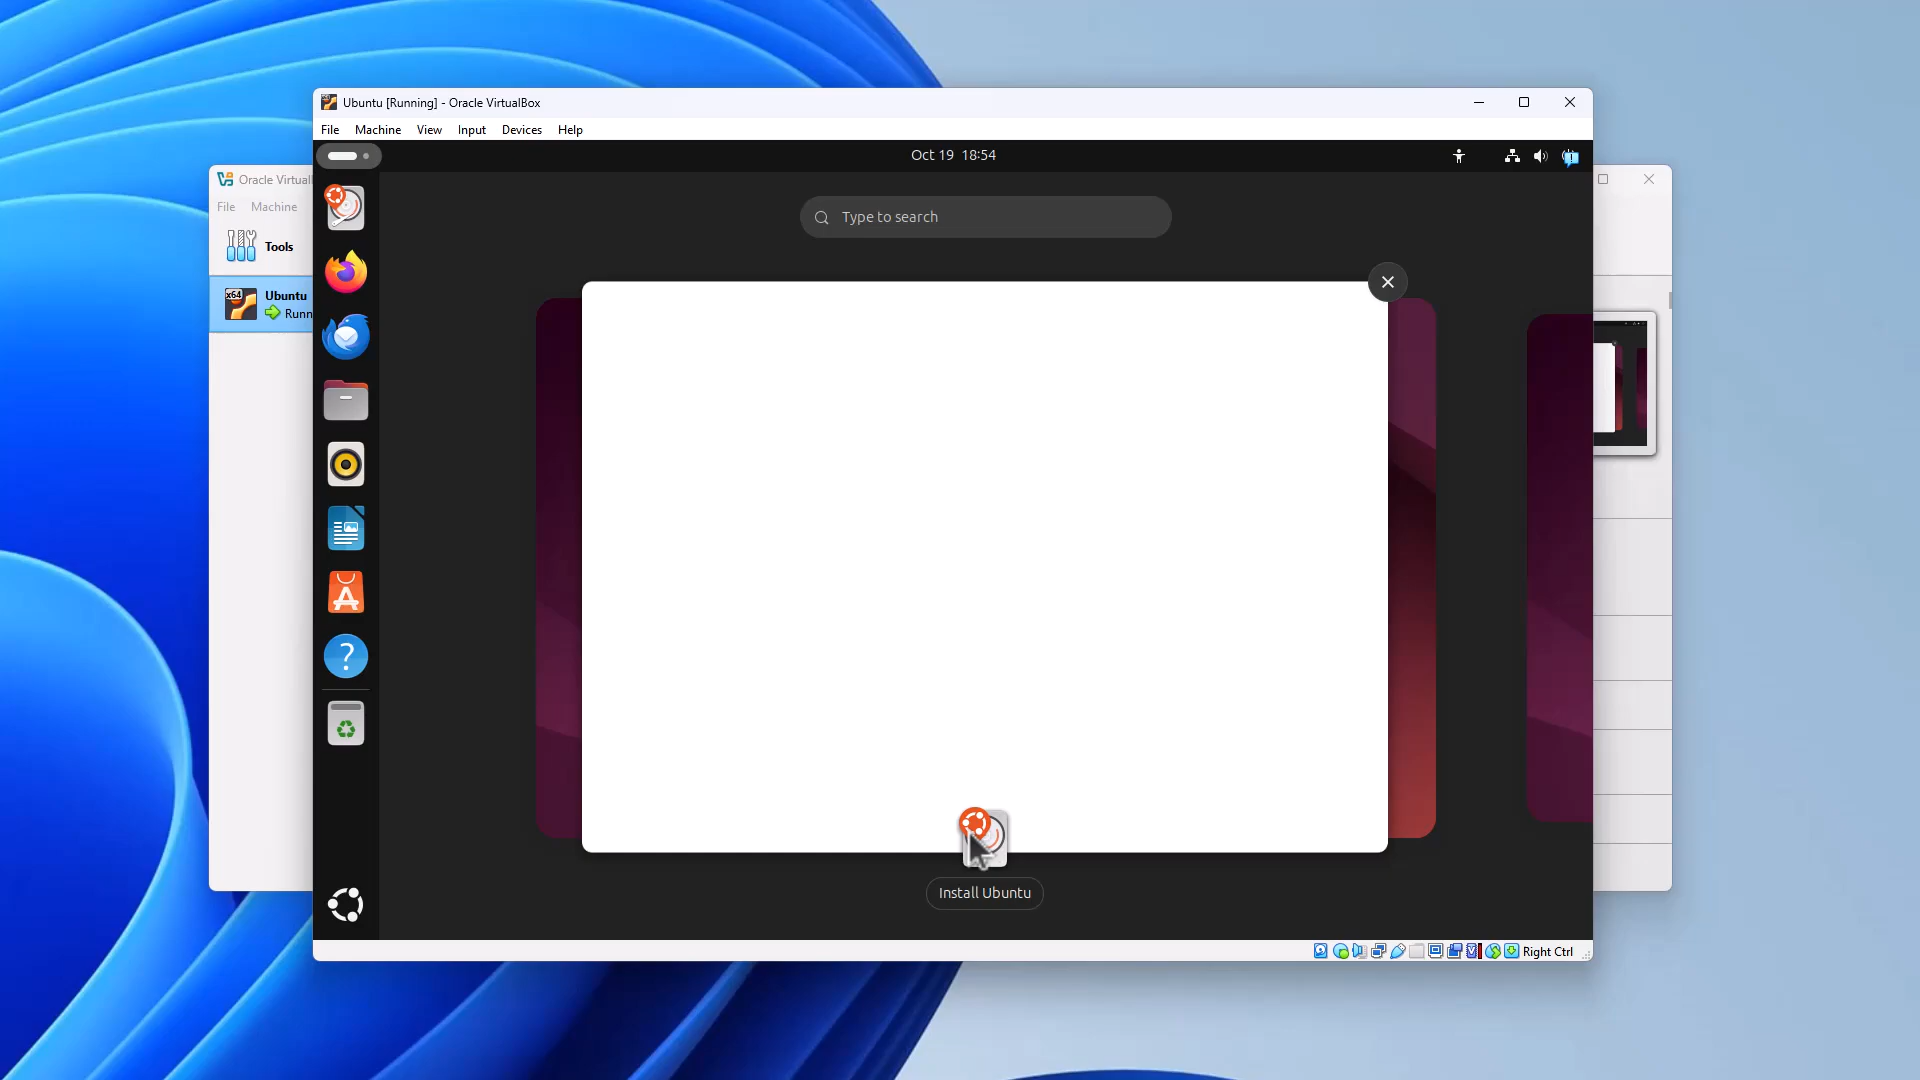 Ubuntu [Running] - Oracle VirtualBox
File Machine View Input Devices Help
Oct 19 18:54
Oracle Virtual
File Machine
Type to search
Tools
x64
Ubuntu
Runn
Install Ubuntu
Right Ctrl